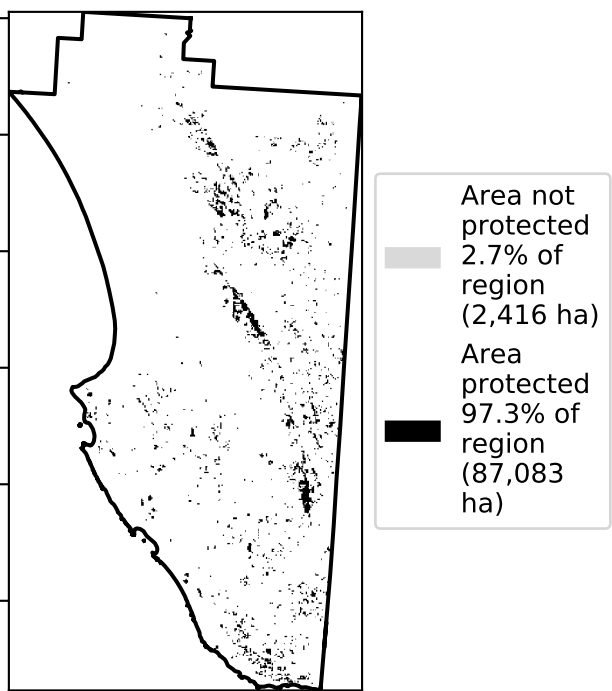 Area not
protected
2.7% of
region
(2,416 ha)
Area
protected
97.3% of
region
(87,083
ha)